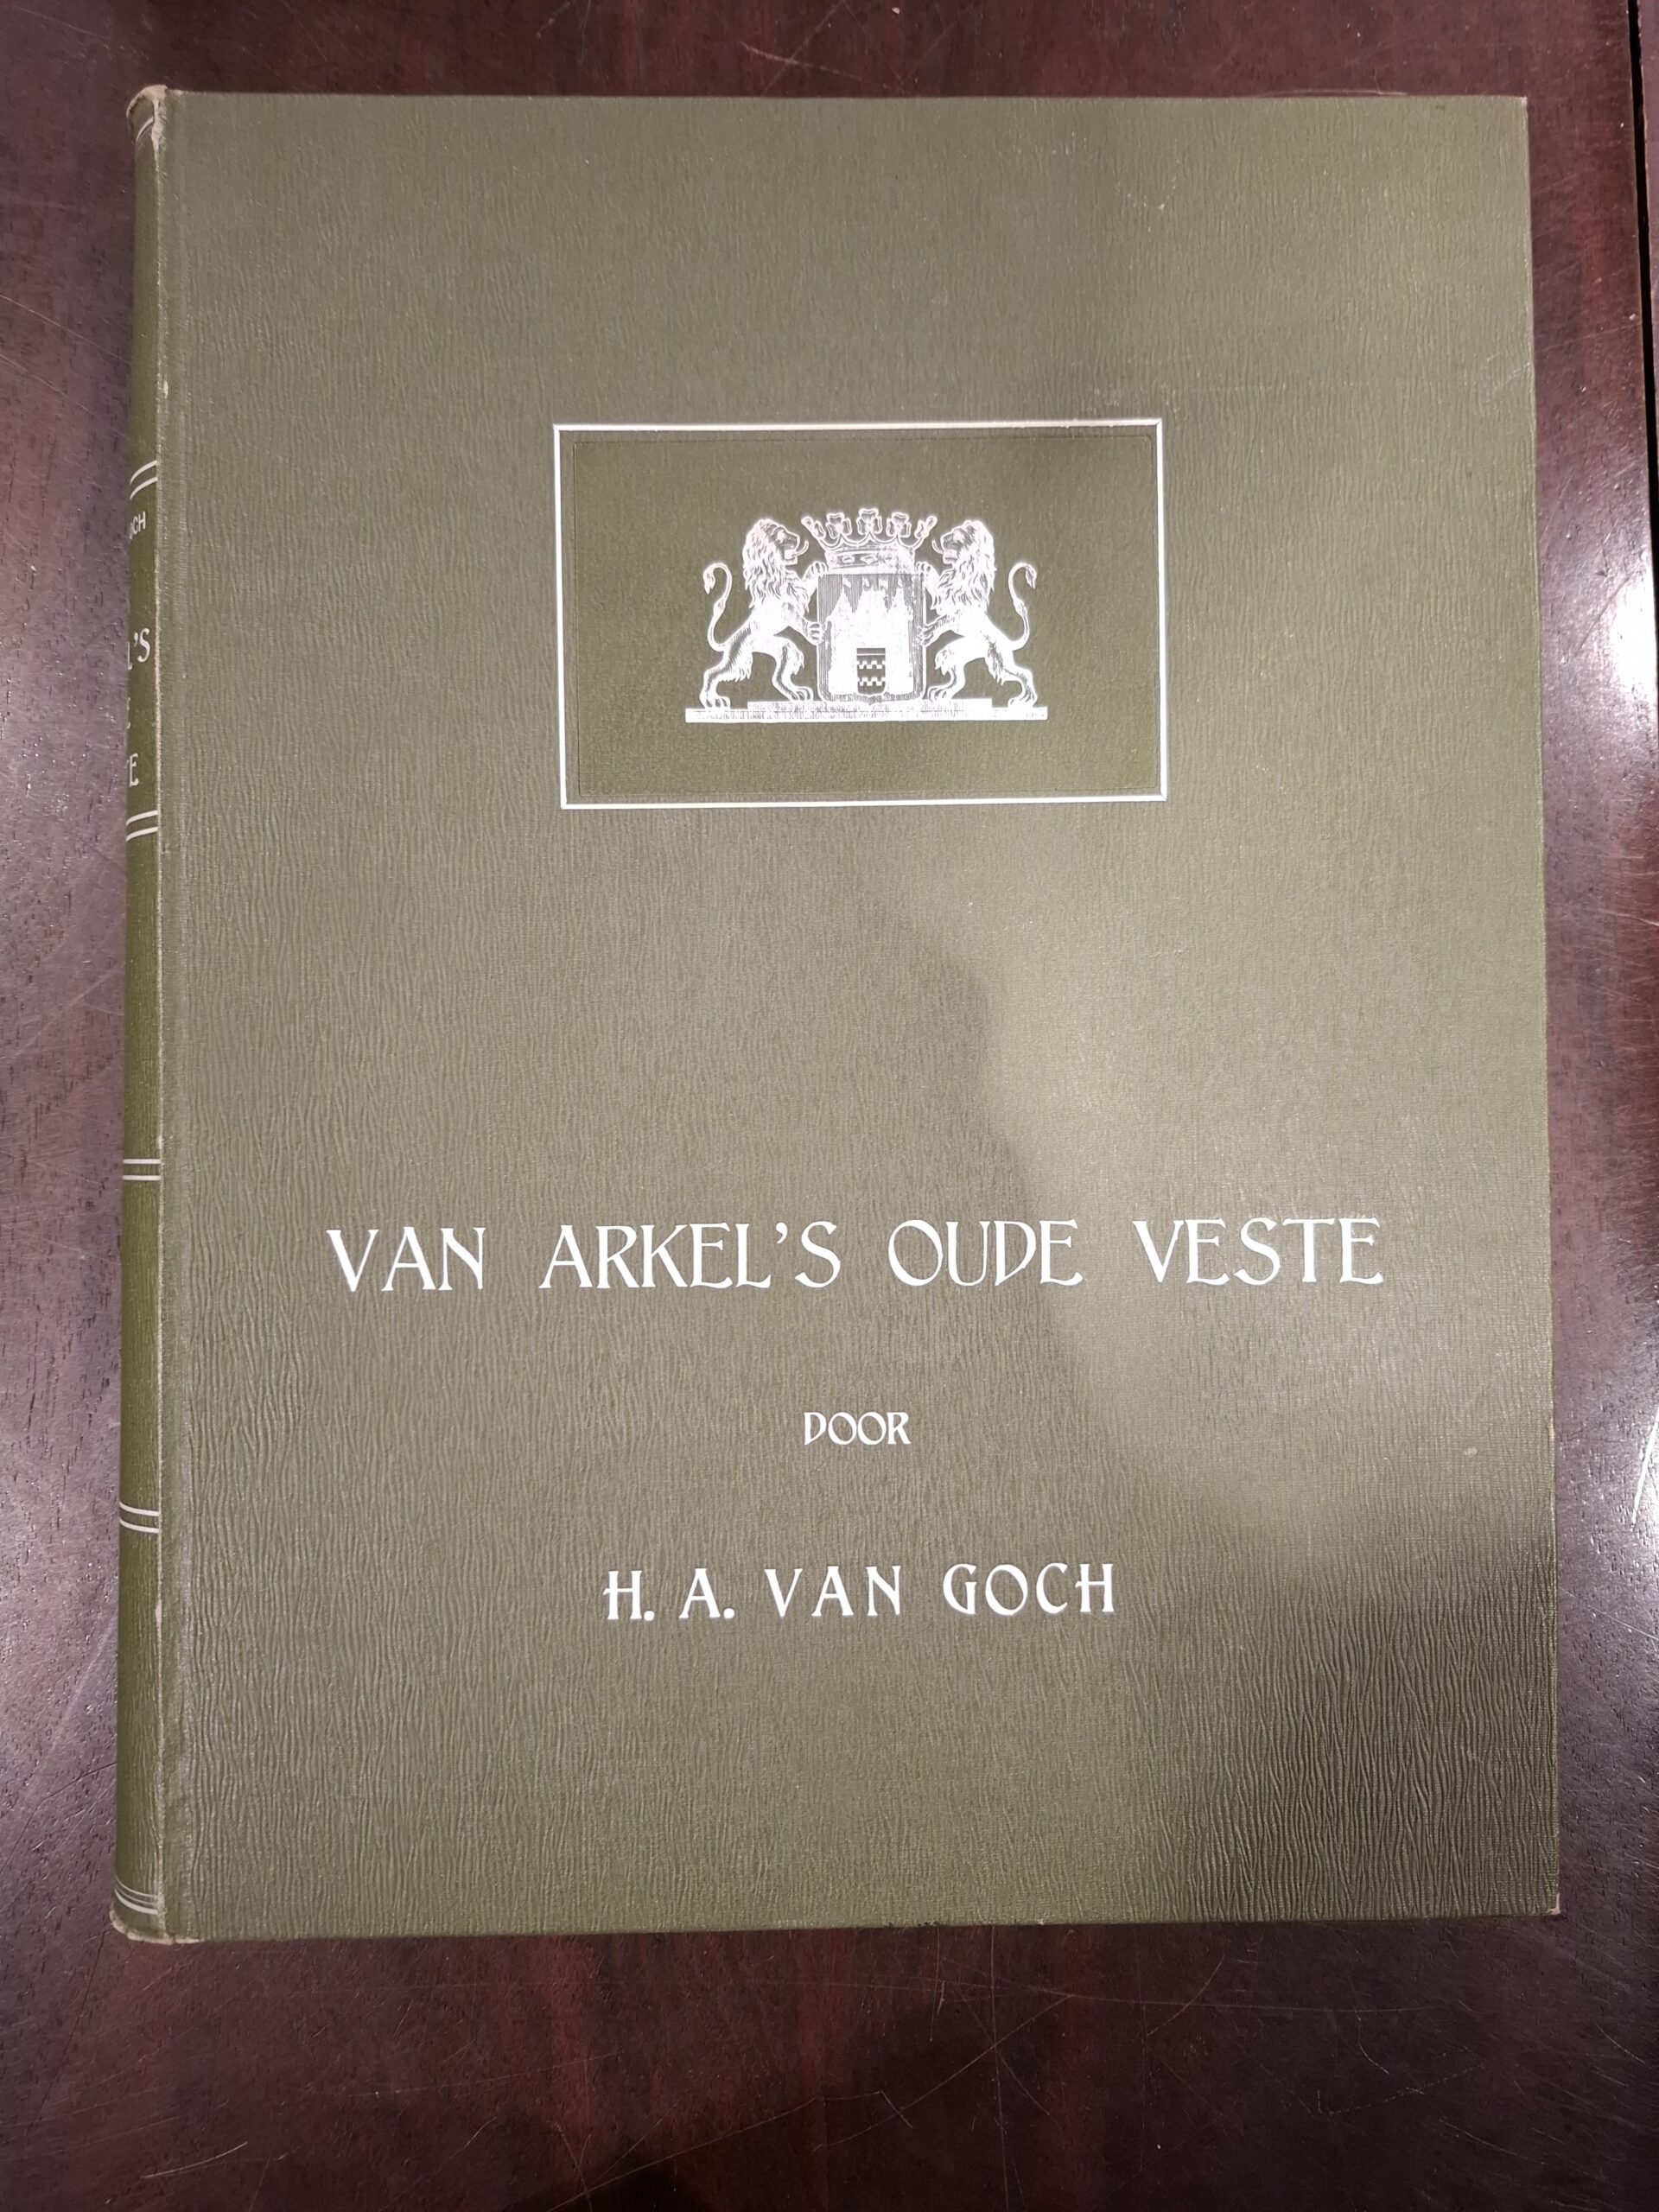 VAN ARKEL'S OUDE VESTE
DOOR
H. A. VAN GOCH